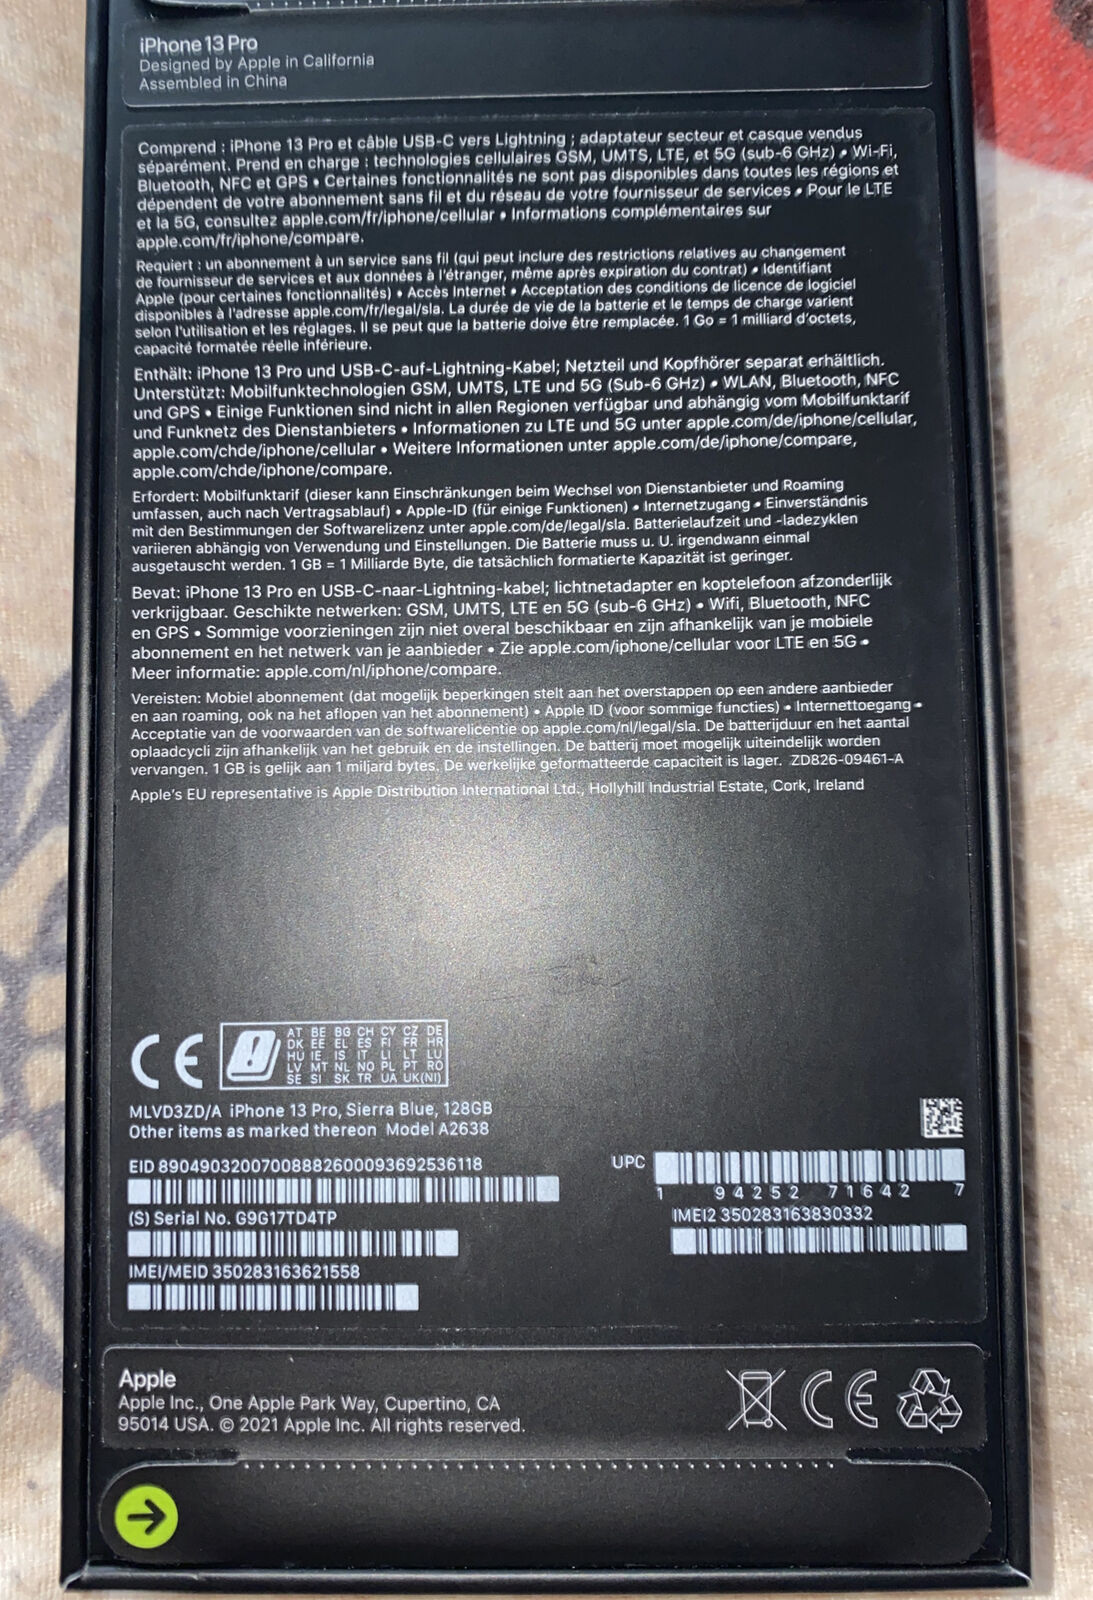 iPhone 13 Pro
Designed by Apple in California
Assembled in China
Comprend : iPhone 13 Pro et câble USB-C vers Lightning ; adaptateur secteur et casque vendus
séparément. Prend en charge : technologies cellulaires GSM, UMTS, LTE, et 5G (sub-6 GHz) • Wi-Fi,
Bluetooth, NFC et GPS • Certaines fonctionnalités ne sont pas disponibles dans toutes les régions et
dépendent de votre abonnement sans fil et du réseau de votre fournisseur de services • Pour le LTE
et la 5G, consultez apple.com/fr/iphone/cellular • Informations complémentaires sur
apple.com/fr/iphone/compare.
Requiert : un abonnement à un service sans fil (qui peut inclure des restrictions relatives au changement
de fournisseur de services et aux données à l'étranger, même après expiration du contrat) • Identifiant
Apple (pour certaines fonctionnalités) • Accès Internet • Acceptation des conditions de licence de logiciel
disponibles à l'adresse apple.com/fr/legal/sla. La durée de vie de la batterie et le temps de charge varient
selon l'utilisation et les réglages. Il se peut que la batterie doive être remplacée. 1 Go = 1 milliard d'octets,
capacité formatée réelle inférieure.
Enthält: iPhone 13 Pro und USB-C-auf-Lightning-Kabel; Netzteil und Kopfhörer separat erhältlich.
Unterstützt: Mobilfunktechnologien GSM, UMTS, LTE und 5G (Sub-6 GHz) • WLAN, Bluetooth, NFC
und GPS • Einige Funktionen sind nicht in allen Regionen verfügbar und abhängig vom Mobilfunktarif
und Funknetz des Dienstanbieters • Informationen zu LTE und 5G unter apple.com/de/iphone/cellular,
apple.com/chde/iphone/cellular • Weitere Informationen unter apple.com/de/iphone/compare,
apple.com/chde/iphone/compare.
Erfordert: Mobilfunktarif (dieser kann Einschränkungen beim Wechsel von Dienstanbieter und Roaming
umfassen, auch nach Vertragsablauf) • Apple-ID (für einige Funktionen) • Internetzugang • Einverständnis
mit den Bestimmungen der Softwarelizenz unter apple.com/de/legal/sla. Batterielaufzeit und -ladezyklen
variieren abhängig von Verwendung und Einstellungen. Die Batterie muss u. U. irgendwann einmal
ausgetauscht werden. 1 GB = 1 Milliarde Byte, die tatsächlich formatierte Kapazität ist geringer.
Bevat: iPhone 13 Pro en USB-C-naar-Lightning-kabel; lichtnetadapter en koptelefoon afzonderlijk
verkrijgbaar. Geschikte netwerken: GSM, UMTS, LTE en 5G (sub-6 GHz) • Wifi, Bluetooth, NFC
en GPS • Sommige voorzieningen zijn niet overal beschikbaar en zijn afhankelijk van je mobiele
abonnement en het netwerk van je aanbieder • Zie apple.com/iphone/cellular voor LTE en 5G •
Meer informatie: apple.com/nl/iphone/compare.
Vereisten: Mobiel abonnement (dat mogelijk beperkingen stelt aan het overstappen op een andere aanbieder
en aan roaming, ook na het aflopen van het abonnement) • Apple ID (voor sommige functies) • Internettoegang •
Acceptatie van de voorwaarden van de softwarelicentie op apple.com/nl/legal/sla. De batterijduur en het aantal
oplaadcycli zijn afhankelijk van het gebruik en de instellingen. De batterij moet mogelijk uiteindelijk worden
vervangen. 1 GB is gelijk aan 1 miljard bytes. De werkelijke geformatteerde capaciteit is lager. ZD826-09461-A
Apple's EU representative is Apple Distribution International Ltd., Hollyhill Industrial Estate, Cork, Ireland
CE
AT BE BG CH CY CZ DE
DK EE EL ES FI FR HR
HU IE IS IT LI LT LU
LV MT NL NO PL PT RO
SE SI SK TR UA UK(NI)
MLVD3ZD/A iPhone 13 Pro, Sierra Blue, 128GB
Other items as marked thereon Model A2638
EID 89049032007008882600093692536118
UPC
1 94252 71642 7
(S) Serial No. G9G17TD4TP
IMEI2 350283163830332
IMEI/MEID 350283163621558
Apple
Apple Inc., One Apple Park Way, Cupertino, CA
95014 USA. © 2021 Apple Inc. All rights reserved.
CE